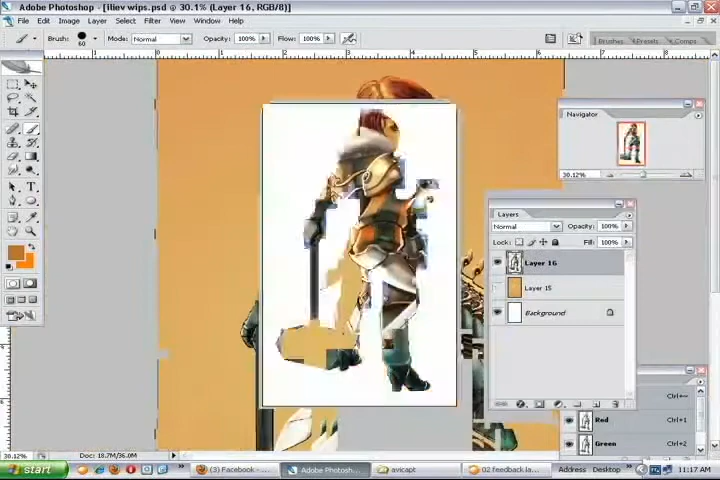 Adobe Photoshop - [iliev wips.psd @ 30.1% (Layer 16, RGB/8)]
File Edit Image Layer Select Filter View Window Help
Brush: 60 Mode: Normal Opacity: 100% Flow: 100% Brushes Presets Comps
Navigator
30.12%
Layers
Normal Opacity: 100%
Lock: Fill: 100%
Layer 16
Layer 15
Background
Ctrl+~
Red Ctrl+1
Green Ctrl+2
30.12% Doc: 18.7M/36.0M
start (3) Facebook - ... Adobe Photosh... avicapt 02 feedback la... Address Desktop 11:17 AM